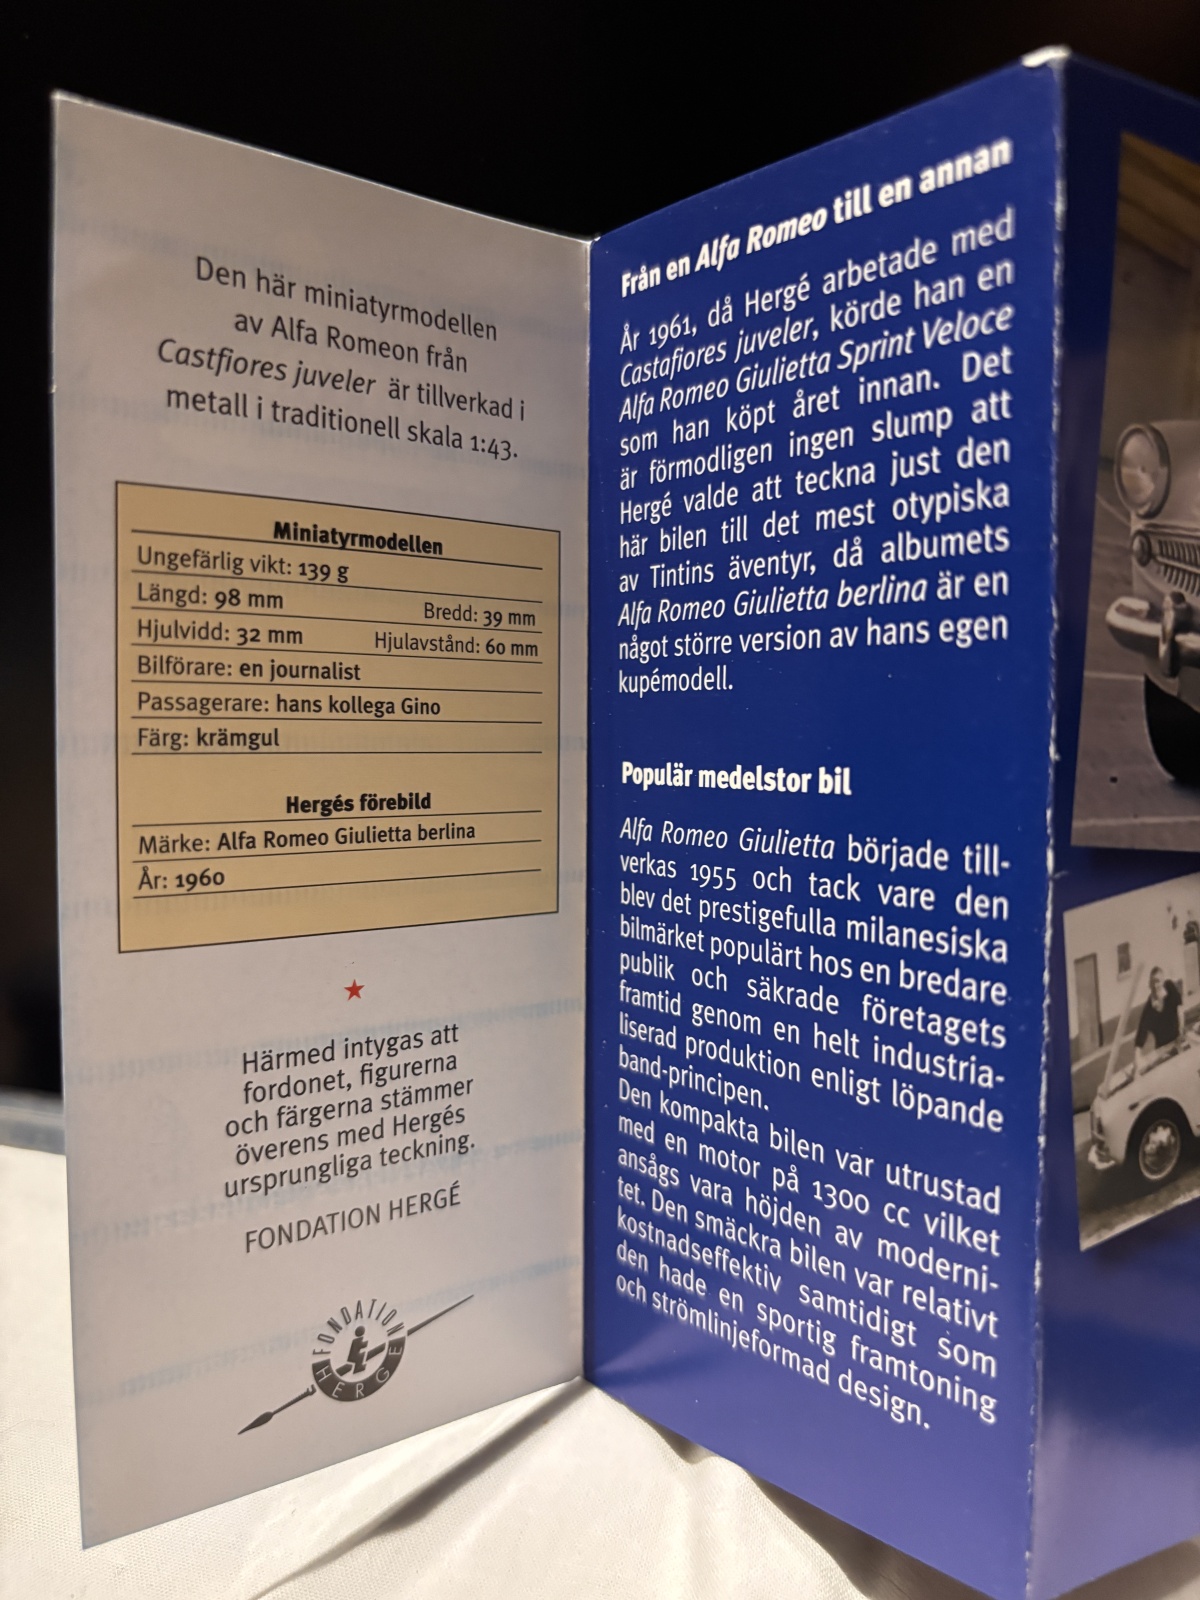 Den här miniatyrmodellen
av Alfa Romeon från
Castfiores juveler är tillverkad i
metall i traditionell skala 1:43.
Miniatyrmodellen
Ungefärlig vikt: 139 g
Längd: 98 mm Bredd: 39 mm
Hjulvidd: 32 mm Hjulavstånd: 60 mm
Bilförare: en journalist
Passagerare: hans kollega Gino
Färg: krämgul
Hergés förebild
Märke: Alfa Romeo Giulietta berlina
År: 1960
Härmed intygas att
fordonet, figurerna
och färgerna stämmer
överens med Hergés
ursprungliga teckning.
FONDATION HERGÉ
FONDATION
HERGÉ
Från en Alfa Romeo till en annan
År 1961, då Hergé arbetade med
Castafiores juveler, körde han en
Alfa Romeo Giulietta Sprint Veloce
som han köpt året innan. Det
är förmodligen ingen slump att
Hergé valde att teckna just den
här bilen till det mest otypiska
av Tintins äventyr, då albumets
Alfa Romeo Giulietta berlina är en
något större version av hans egen
kupémodell.
Populär medelstor bil
Alfa Romeo Giulietta började till-
verkas 1955 och tack vare den
blev det prestigefulla milanesiska
bilmärket populärt hos en bredare
publik och säkrade företagets
framtid genom en helt industria-
liserad produktion enligt löpande
band-principen.
Den kompakta bilen var utrustad
med en motor på 1300 cc vilket
ansågs vara höjden av moderni-
tet. Den smäckra bilen var relativt
kostnadseffektiv samtidigt som
den hade en sportig framtoning
och strömlinjeformad design.